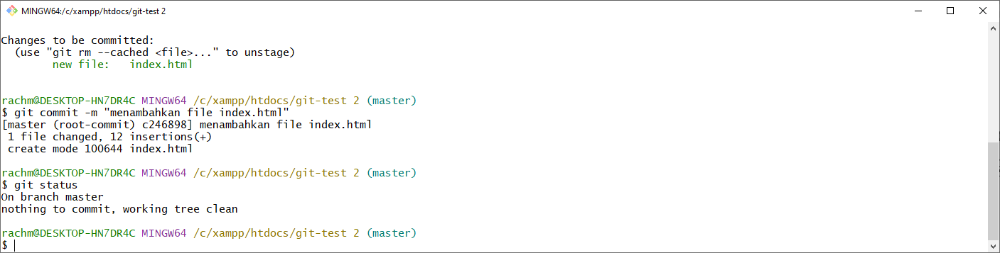 MINGW64:/c/xampp/htdocs/git-test 2
Changes to be committed:
  (use "git rm --cached <file>..." to unstage)
        new file:   index.html
rachm@DESKTOP-HN7DR4C MINGW64 /c/xampp/htdocs/git-test 2 (master)
$ git commit -m "menambahkan file index.html"
[master (root-commit) c246898] menambahkan file index.html
 1 file changed, 12 insertions(+)
 create mode 100644 index.html
rachm@DESKTOP-HN7DR4C MINGW64 /c/xampp/htdocs/git-test 2 (master)
$ git status
On branch master
nothing to commit, working tree clean
rachm@DESKTOP-HN7DR4C MINGW64 /c/xampp/htdocs/git-test 2 (master)
$